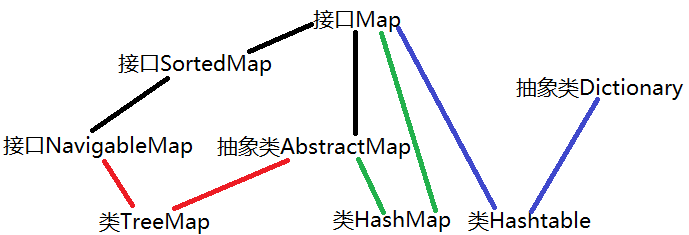 接口Map
接口SortedMap
抽象类Dictionary
接口NavigableMap
抽象类AbstractMap
类TreeMap
类HashMap
类Hashtable